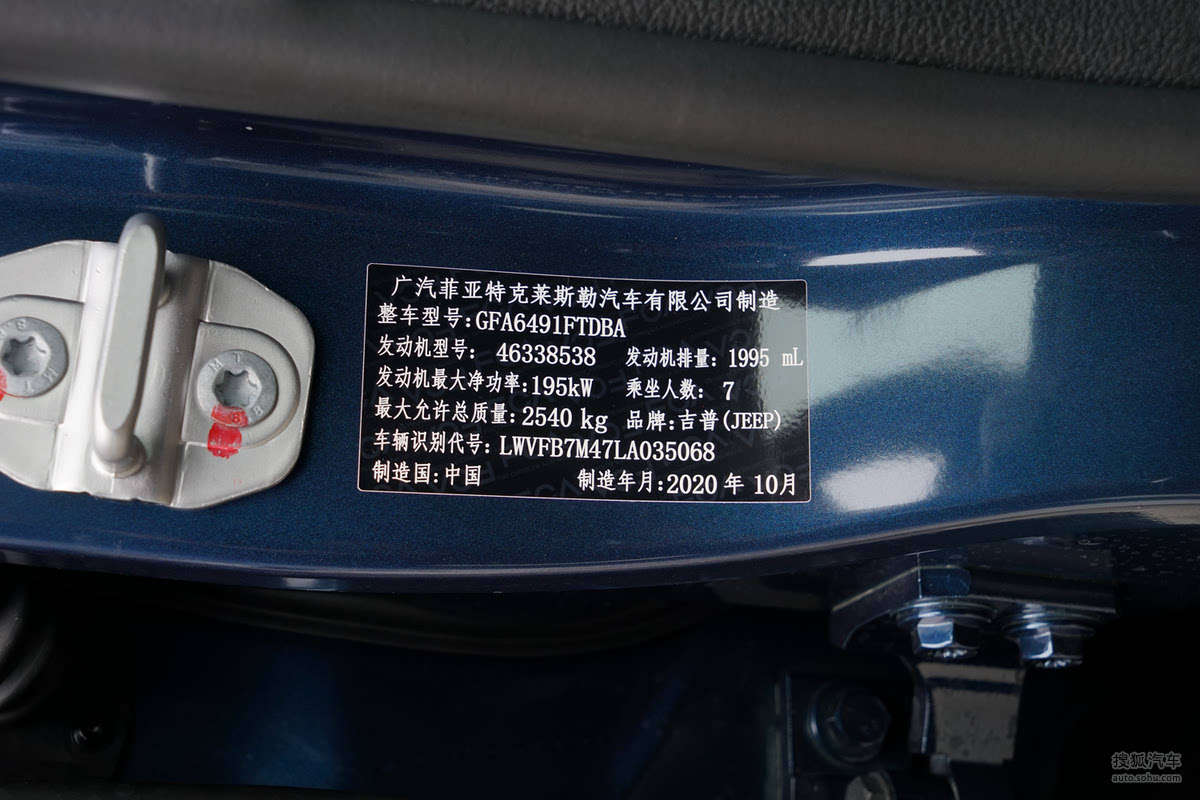 广汽菲亚特克莱斯勒汽车有限公司制造
整车型号:GFA6491FTDBA
发动机型号: 46338538 发动机排量: 1995 mL
发动机最大净功率:195kW 乘坐人数: 7
最大允许总质量:2540 kg 品牌:吉普(JEEP)
车辆识别代号: LWVFB7M47LA035068
制造国:中国 制造年月:2020 年 10月
搜狐汽车
auto.sohu.com